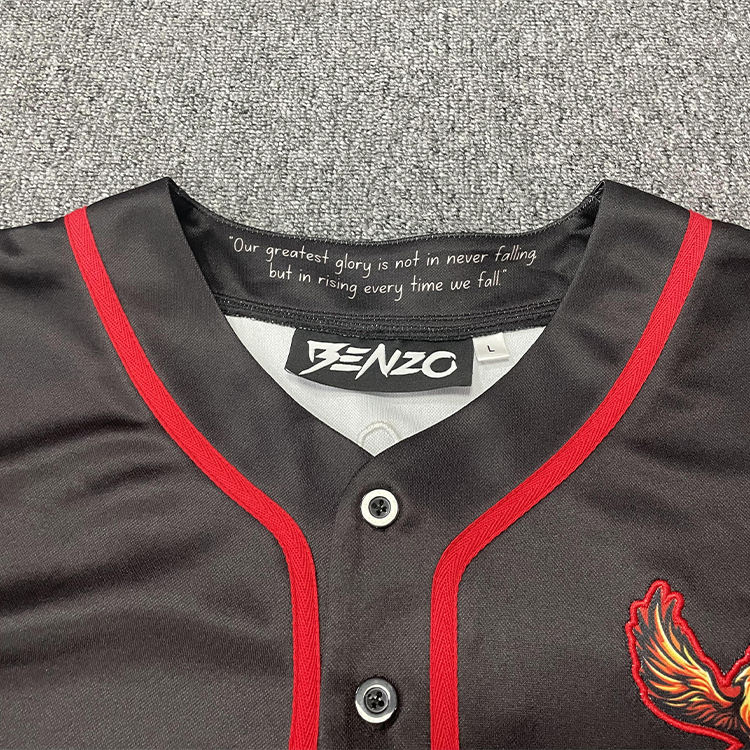 "Our greatest glory is not in never falling
but in rising every time we fall."
BENZO
L